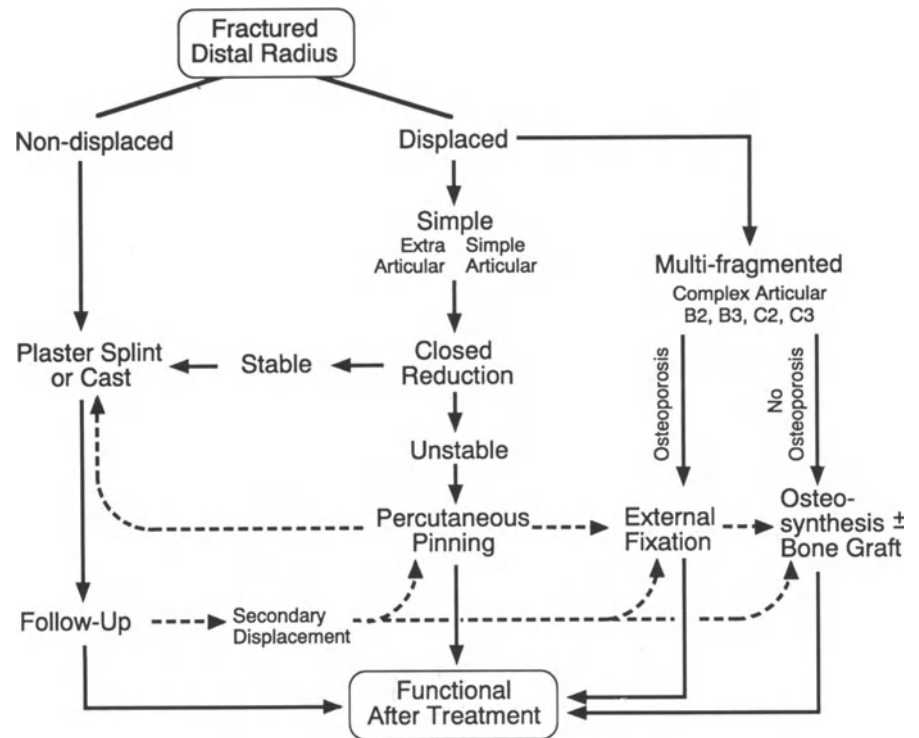 Fractured
Distal Radius
Non-displaced
Displaced
Simple
Extra
Articular
Simple
Articular
Multi-fragmented
Complex Articular
B2, B3, C2, C3
Plaster Splint
or Cast
Stable
Closed
Reduction
Osteoporosis
No
Osteoporosis
Unstable
Percutaneous
Pinning
External
Fixation
Osteo-
synthesis ±
Bone Graft
Follow-Up
Secondary
Displacement
Functional
After Treatment